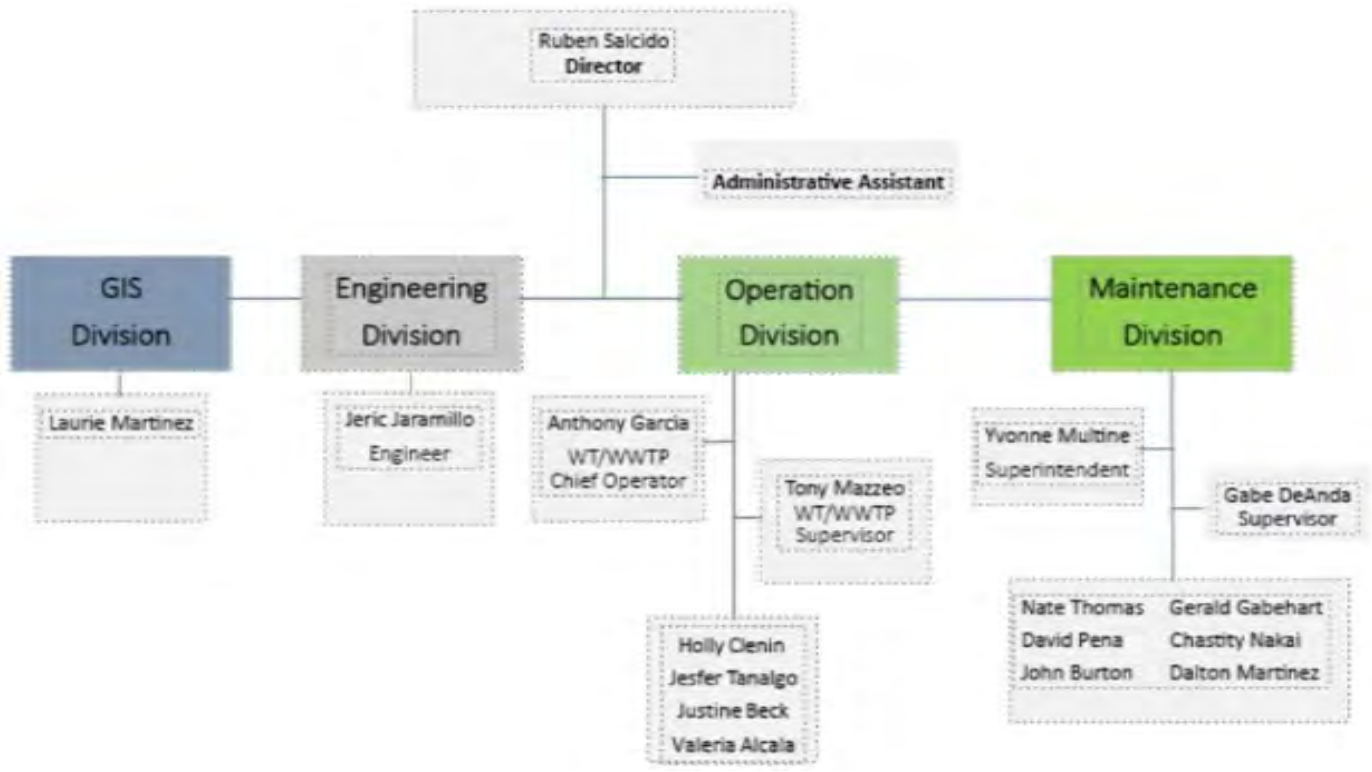 Ruben Salcido
Director
Administrative Assistant
GIS
Division
Engineering
Division
Operation
Division
Maintenance
Division
Laurie Martinez
Jeric Jaramillo
Engineer
Anthony Garcia
WT/WWTP
Chief Operator
Tony Mazzeo
WT/WWTP
Supervisor
Holly Clenin
Jesfer Tanalgo
Justine Beck
Valeria Alcala
Yvonne Multine
Superintendent
Gabe DeAnda
Supervisor
Nate Thomas Gerald Gabehart
David Pena Chastity Nakai
John Burton Dalton Martinez